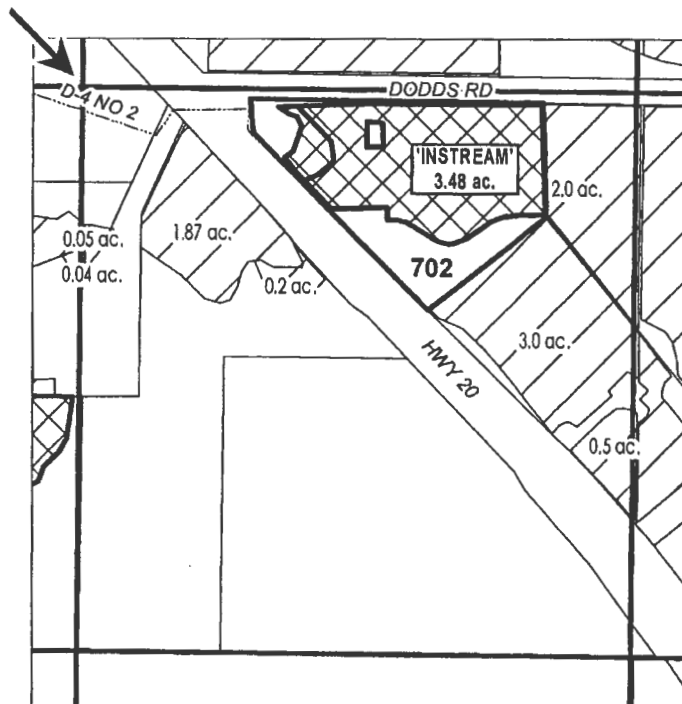 DODDS RD
D-4 NO 2
'INSTREAM'
3.48 ac.
2.0 ac.
0.05 ac.
0.04 ac.
1.87 ac.
0.2 ac.
702
3.0 ac.
HWY 20
0.5 ac.